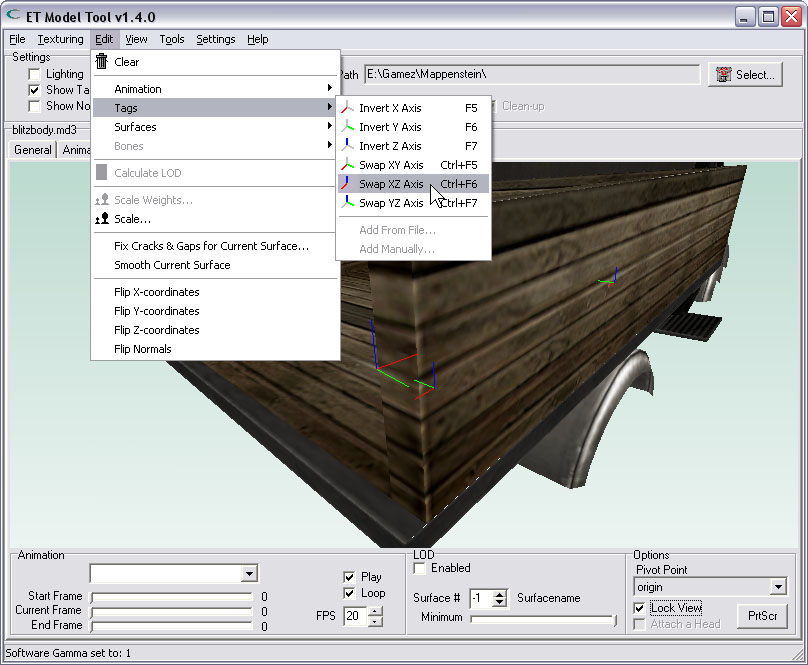 ET Model Tool v1.4.0
File Texturing Edit View Tools Settings Help
Settings
Lighting
Show Ta
Show No
Path E:\Gamez\Mappenstein\ Select...
Clean-up
blitzbody.md3
General Anima
Clear
Animation
Tags
Surfaces
Bones
Calculate LOD
Scale Weights...
Scale...
Fix Cracks & Gaps for Current Surface...
Smooth Current Surface
Flip X-coordinates
Flip Y-coordinates
Flip Z-coordinates
Flip Normals
Invert X Axis F5
Invert Y Axis F6
Invert Z Axis F7
Swap XY Axis Ctrl+F5
Swap XZ Axis Ctrl+F6
Swap YZ Axis Ctrl+F7
Add From File...
Add Manually...
Animation
Start Frame 0
Current Frame 0
End Frame 0
Play
Loop
FPS 20
LOD
Enabled
Surface # -1 Surfacename
Minimum
Options
Pivot Point
origin
Lock View
Attach a Head
PrtScr
Software Gamma set to: 1